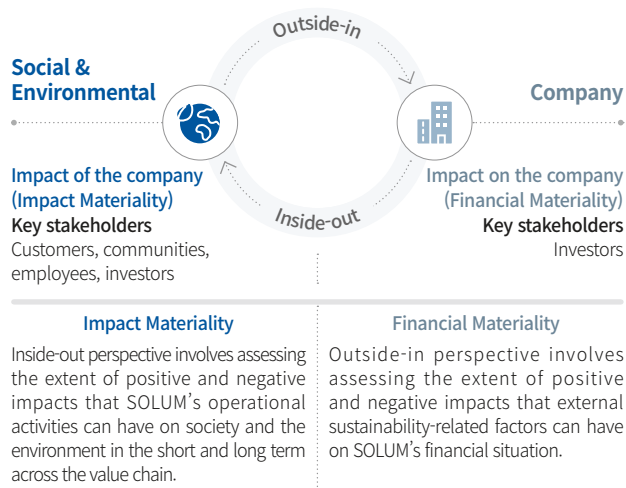 Outside-in
Social &
Environmental
Company
Impact of the company
(Impact Materiality)
Key stakeholders
Customers, communities,
employees, investors
Impact on the company
(Financial Materiality)
Key stakeholders
Investors
Inside-out
Impact Materiality
Inside-out perspective involves assessing
the extent of positive and negative
impacts that SOLUM's operational
activities can have on society and the
environment in the short and long term
across the value chain.
Financial Materiality
Outside-in perspective involves
assessing the extent of positive
and negative impacts that external
sustainability-related factors can have
on SOLUM's financial situation.